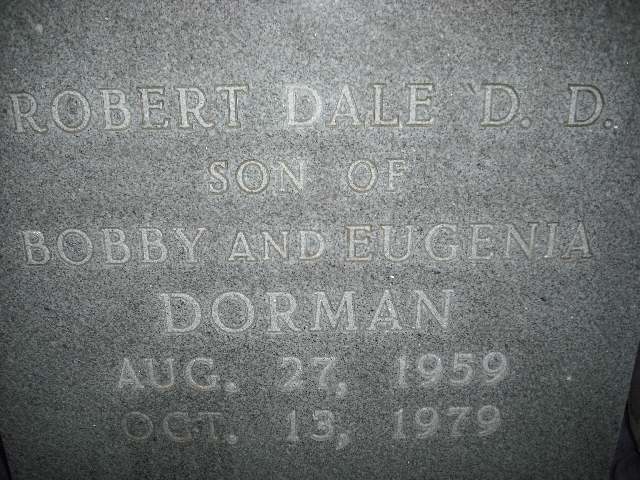 ROBERT DALE "D. D.
SON OF
BOBBY AND EUGENIA
DORMAN
AUG. 27, 1959
OCT. 13, 1979